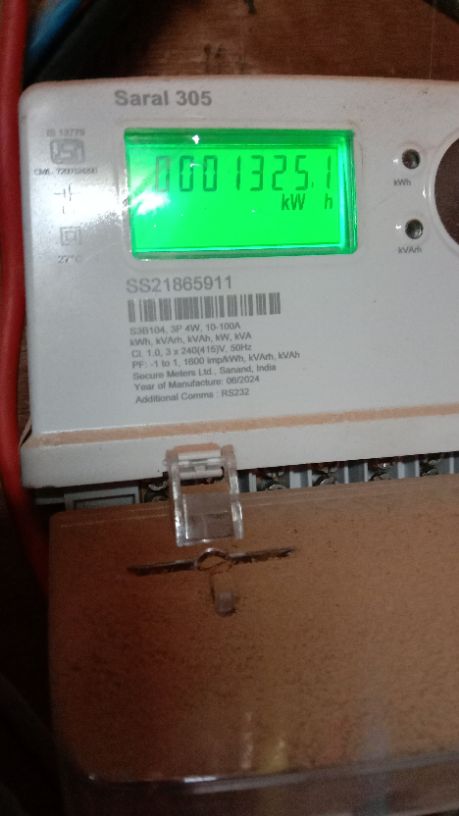 Saral 305
IS 13779
0001325.1
kW h
kWh
kVArh
27°C
SS21865911
S3B104, 3P 4W, 10-100A
kWh, kVArh, kVAh, kW, kVA
Cl. 1.0, 3 x 240(415)V, 50Hz
PF: -1 to 1, 1600 imp/kWh, kVArh, kVAh
Secure Meters Ltd., Sanand, India
Year of Manufacture: 06/2024
Additional Comms : RS232